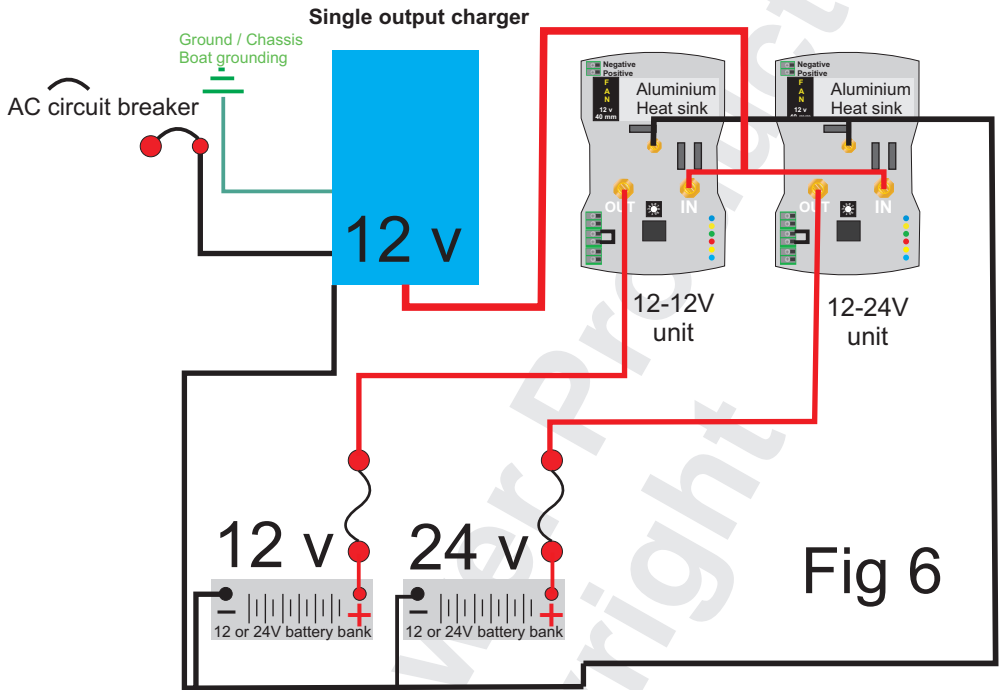 Single output charger
Ground / Chassis
Boat grounding
AC circuit breaker
12 v
Negative
Positive
F
A
N
12 v
40 mm
Aluminium
Heat sink
OUT
IN
Negative
Positive
F
A
N
12 v
40 mm
Aluminium
Heat sink
OUT
IN
12-12V
unit
12-24V
unit
12 v
24 v
− +
12 or 24V battery bank
− +
12 or 24V battery bank
Fig 6